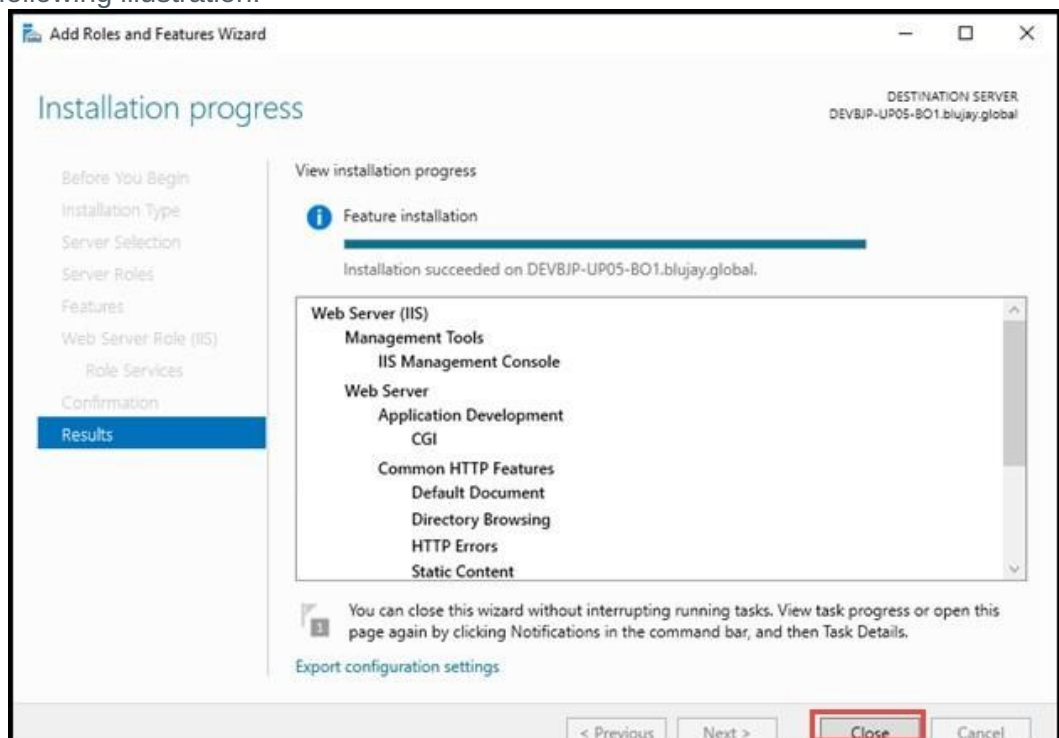 following illustration.
Add Roles and Features Wizard
Installation progress
DESTINATION SERVER
DEVBJP-UP05-BO1.blujay.global
Before You Begin
Installation Type
Server Selection
Server Roles
Features
Web Server Role (IIS)
Role Services
Confirmation
Results
View installation progress
Feature installation
Installation succeeded on DEVBJP-UP05-BO1.blujay.global.
Web Server (IIS)
Management Tools
IIS Management Console
Web Server
Application Development
CGI
Common HTTP Features
Default Document
Directory Browsing
HTTP Errors
Static Content
1
You can close this wizard without interrupting running tasks. View task progress or open this
page again by clicking Notifications in the command bar, and then Task Details.
Export configuration settings
< Previous
Next >
Close
Cancel